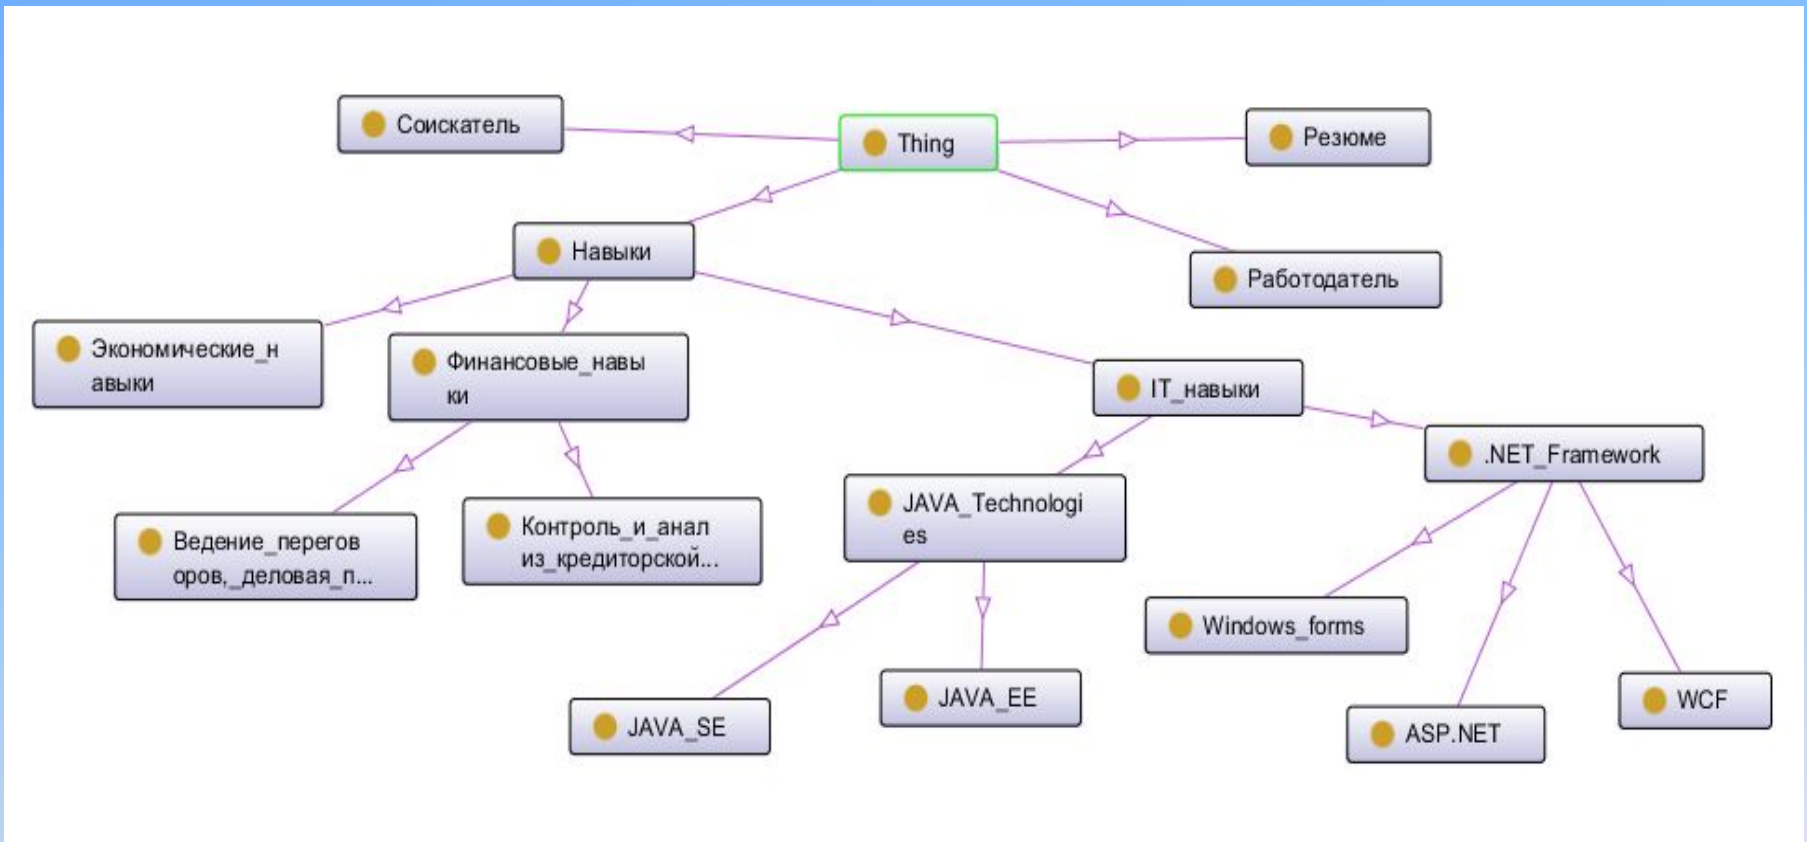 Соискатель
Thing
Резюме
Навыки
Работодатель
Экономические_н
авыки
Финансовые_навы
ки
IT_навыки
.NET_Framework
JAVA_Technologi
es
Ведение_перегов
оров,_деловая_п...
Контроль_и_анал
из_кредиторской...
Windows_forms
JAVA_SE
JAVA_EE
ASP.NET
WCF